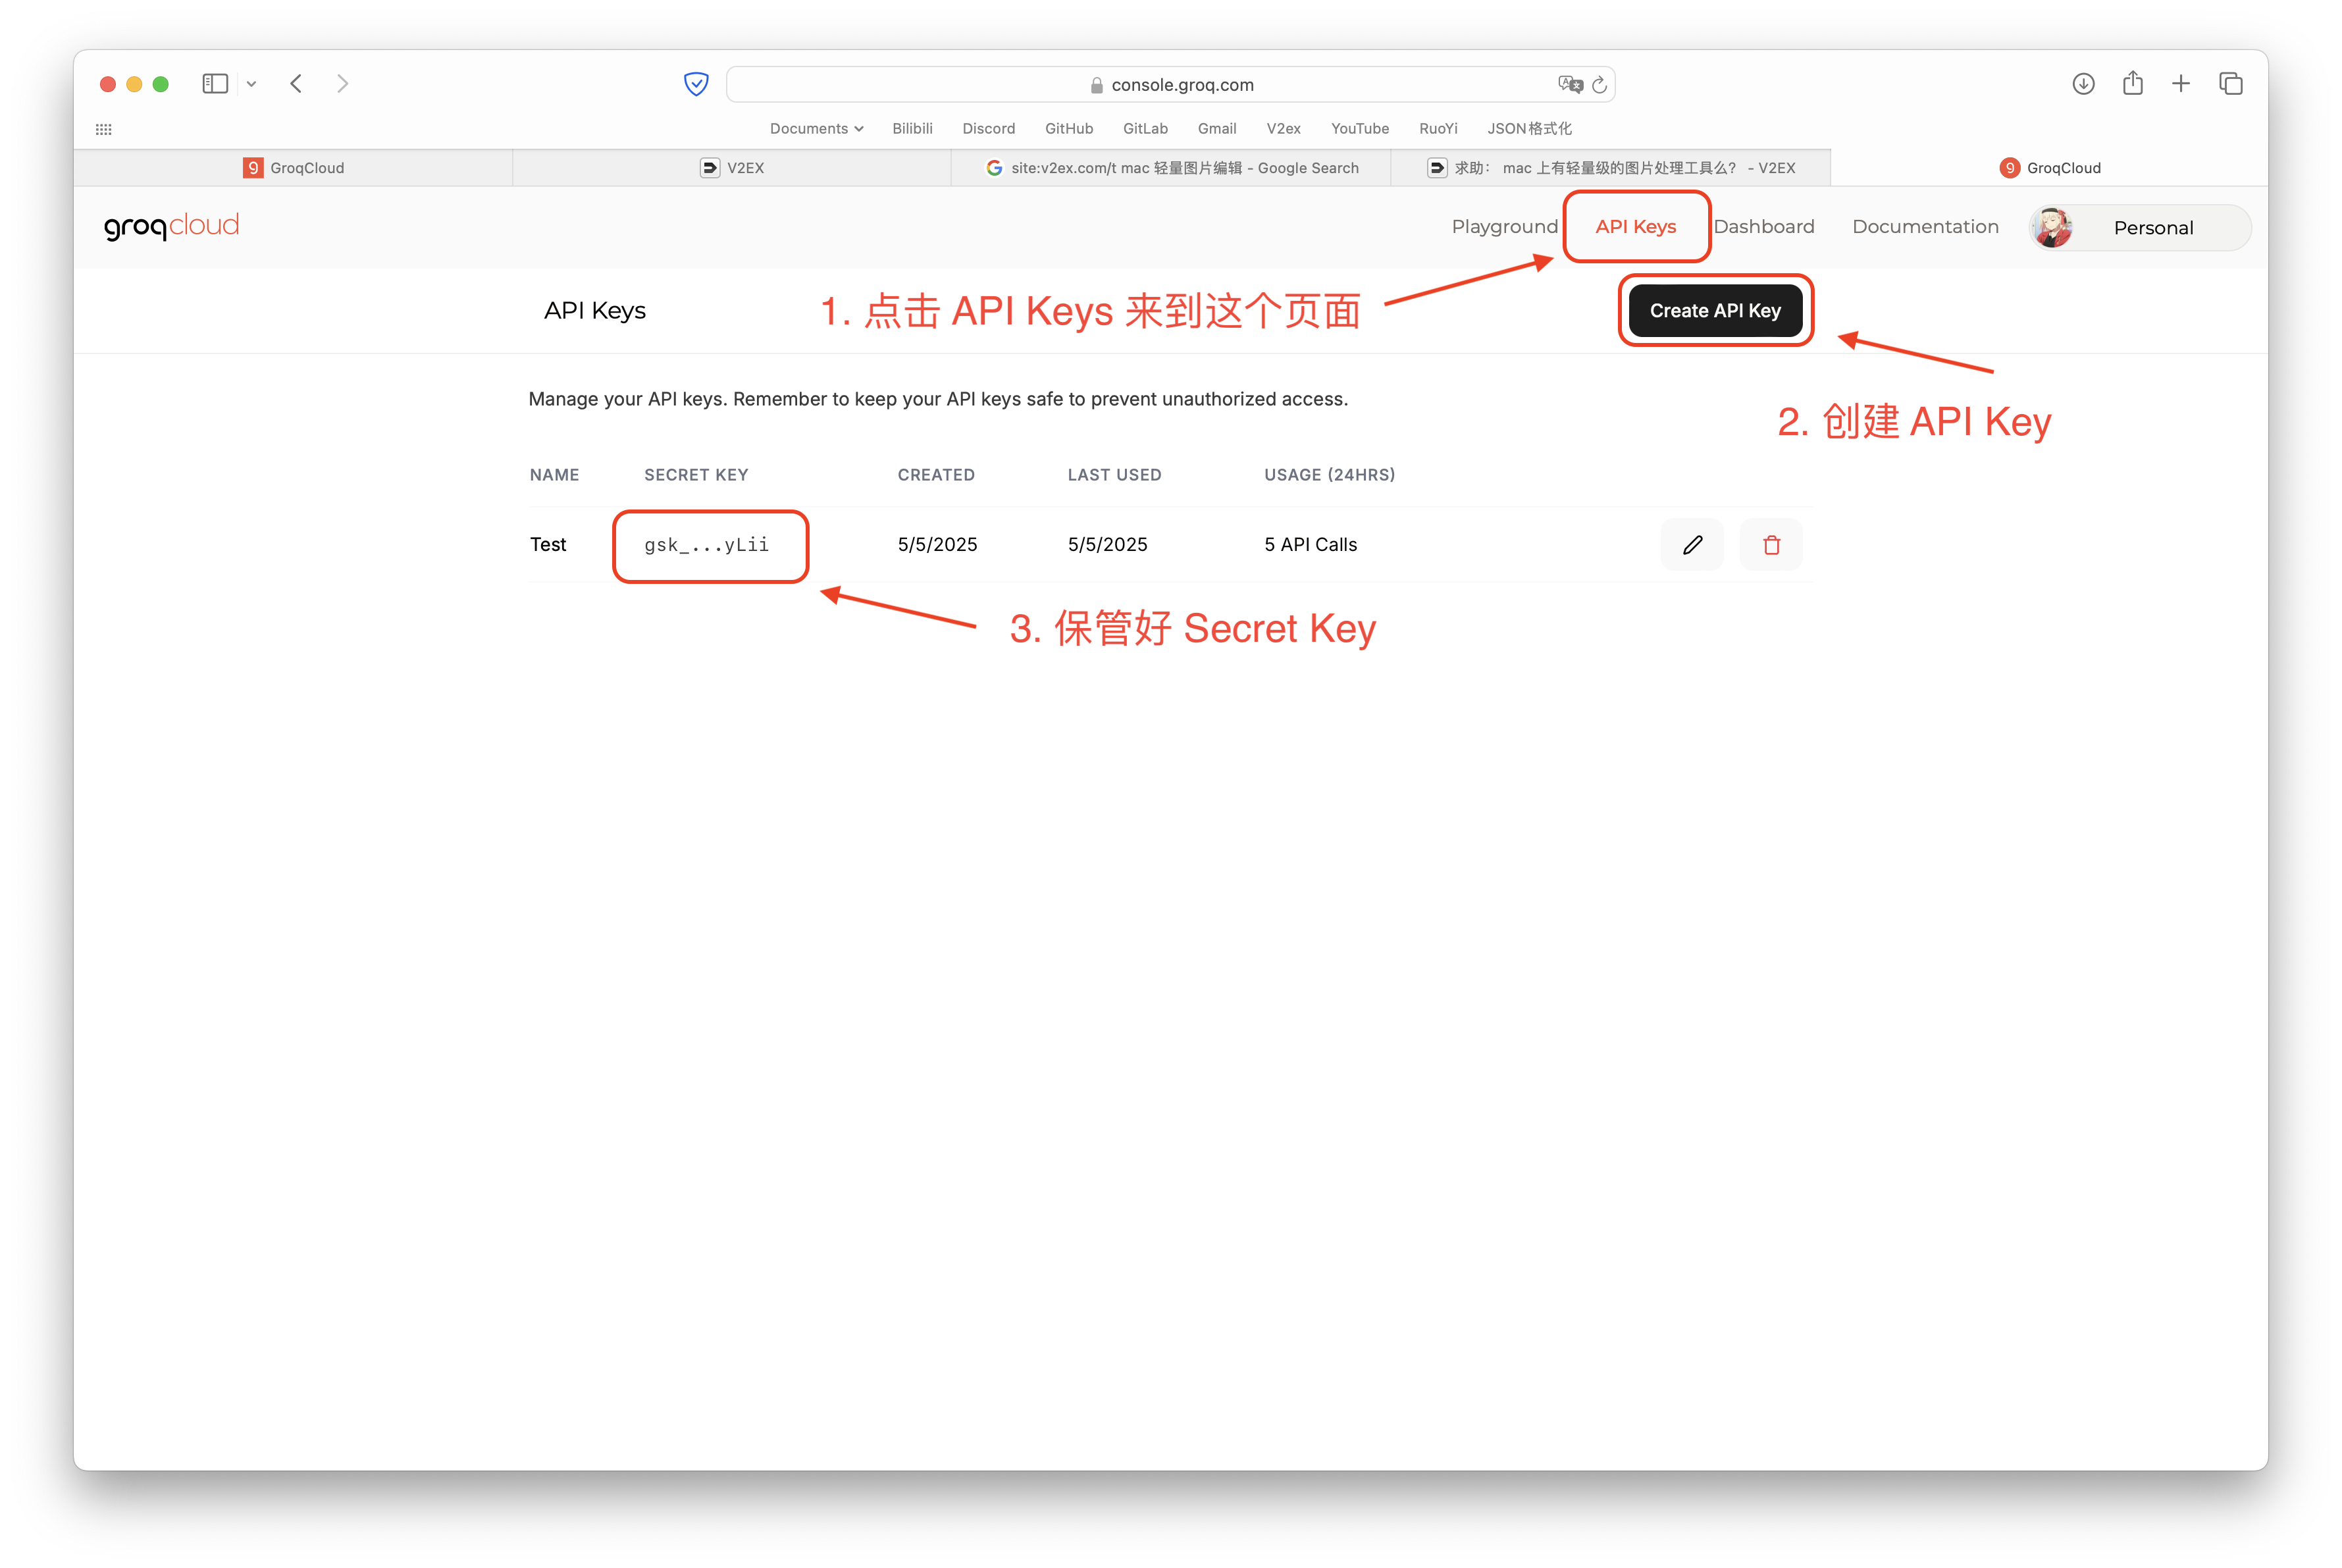 console.groq.com
Documents Bilibili Discord GitHub GitLab Gmail V2ex YouTube RuoYi JSON格式化
GroqCloud V2EX site:v2ex.com/t mac 轻量图片编辑 - Google Search 求助： mac 上有轻量级的图片处理工具么？ - V2EX GroqCloud
groqcloud Playground API Keys Dashboard Documentation Personal
API Keys 1. 点击 API Keys 来到这个页面 Create API Key
Manage your API keys. Remember to keep your API keys safe to prevent unauthorized access.
2. 创建 API Key
NAME SECRET KEY CREATED LAST USED USAGE (24HRS)
Test gsk_...yLii 5/5/2025 5/5/2025 5 API Calls
3. 保管好 Secret Key